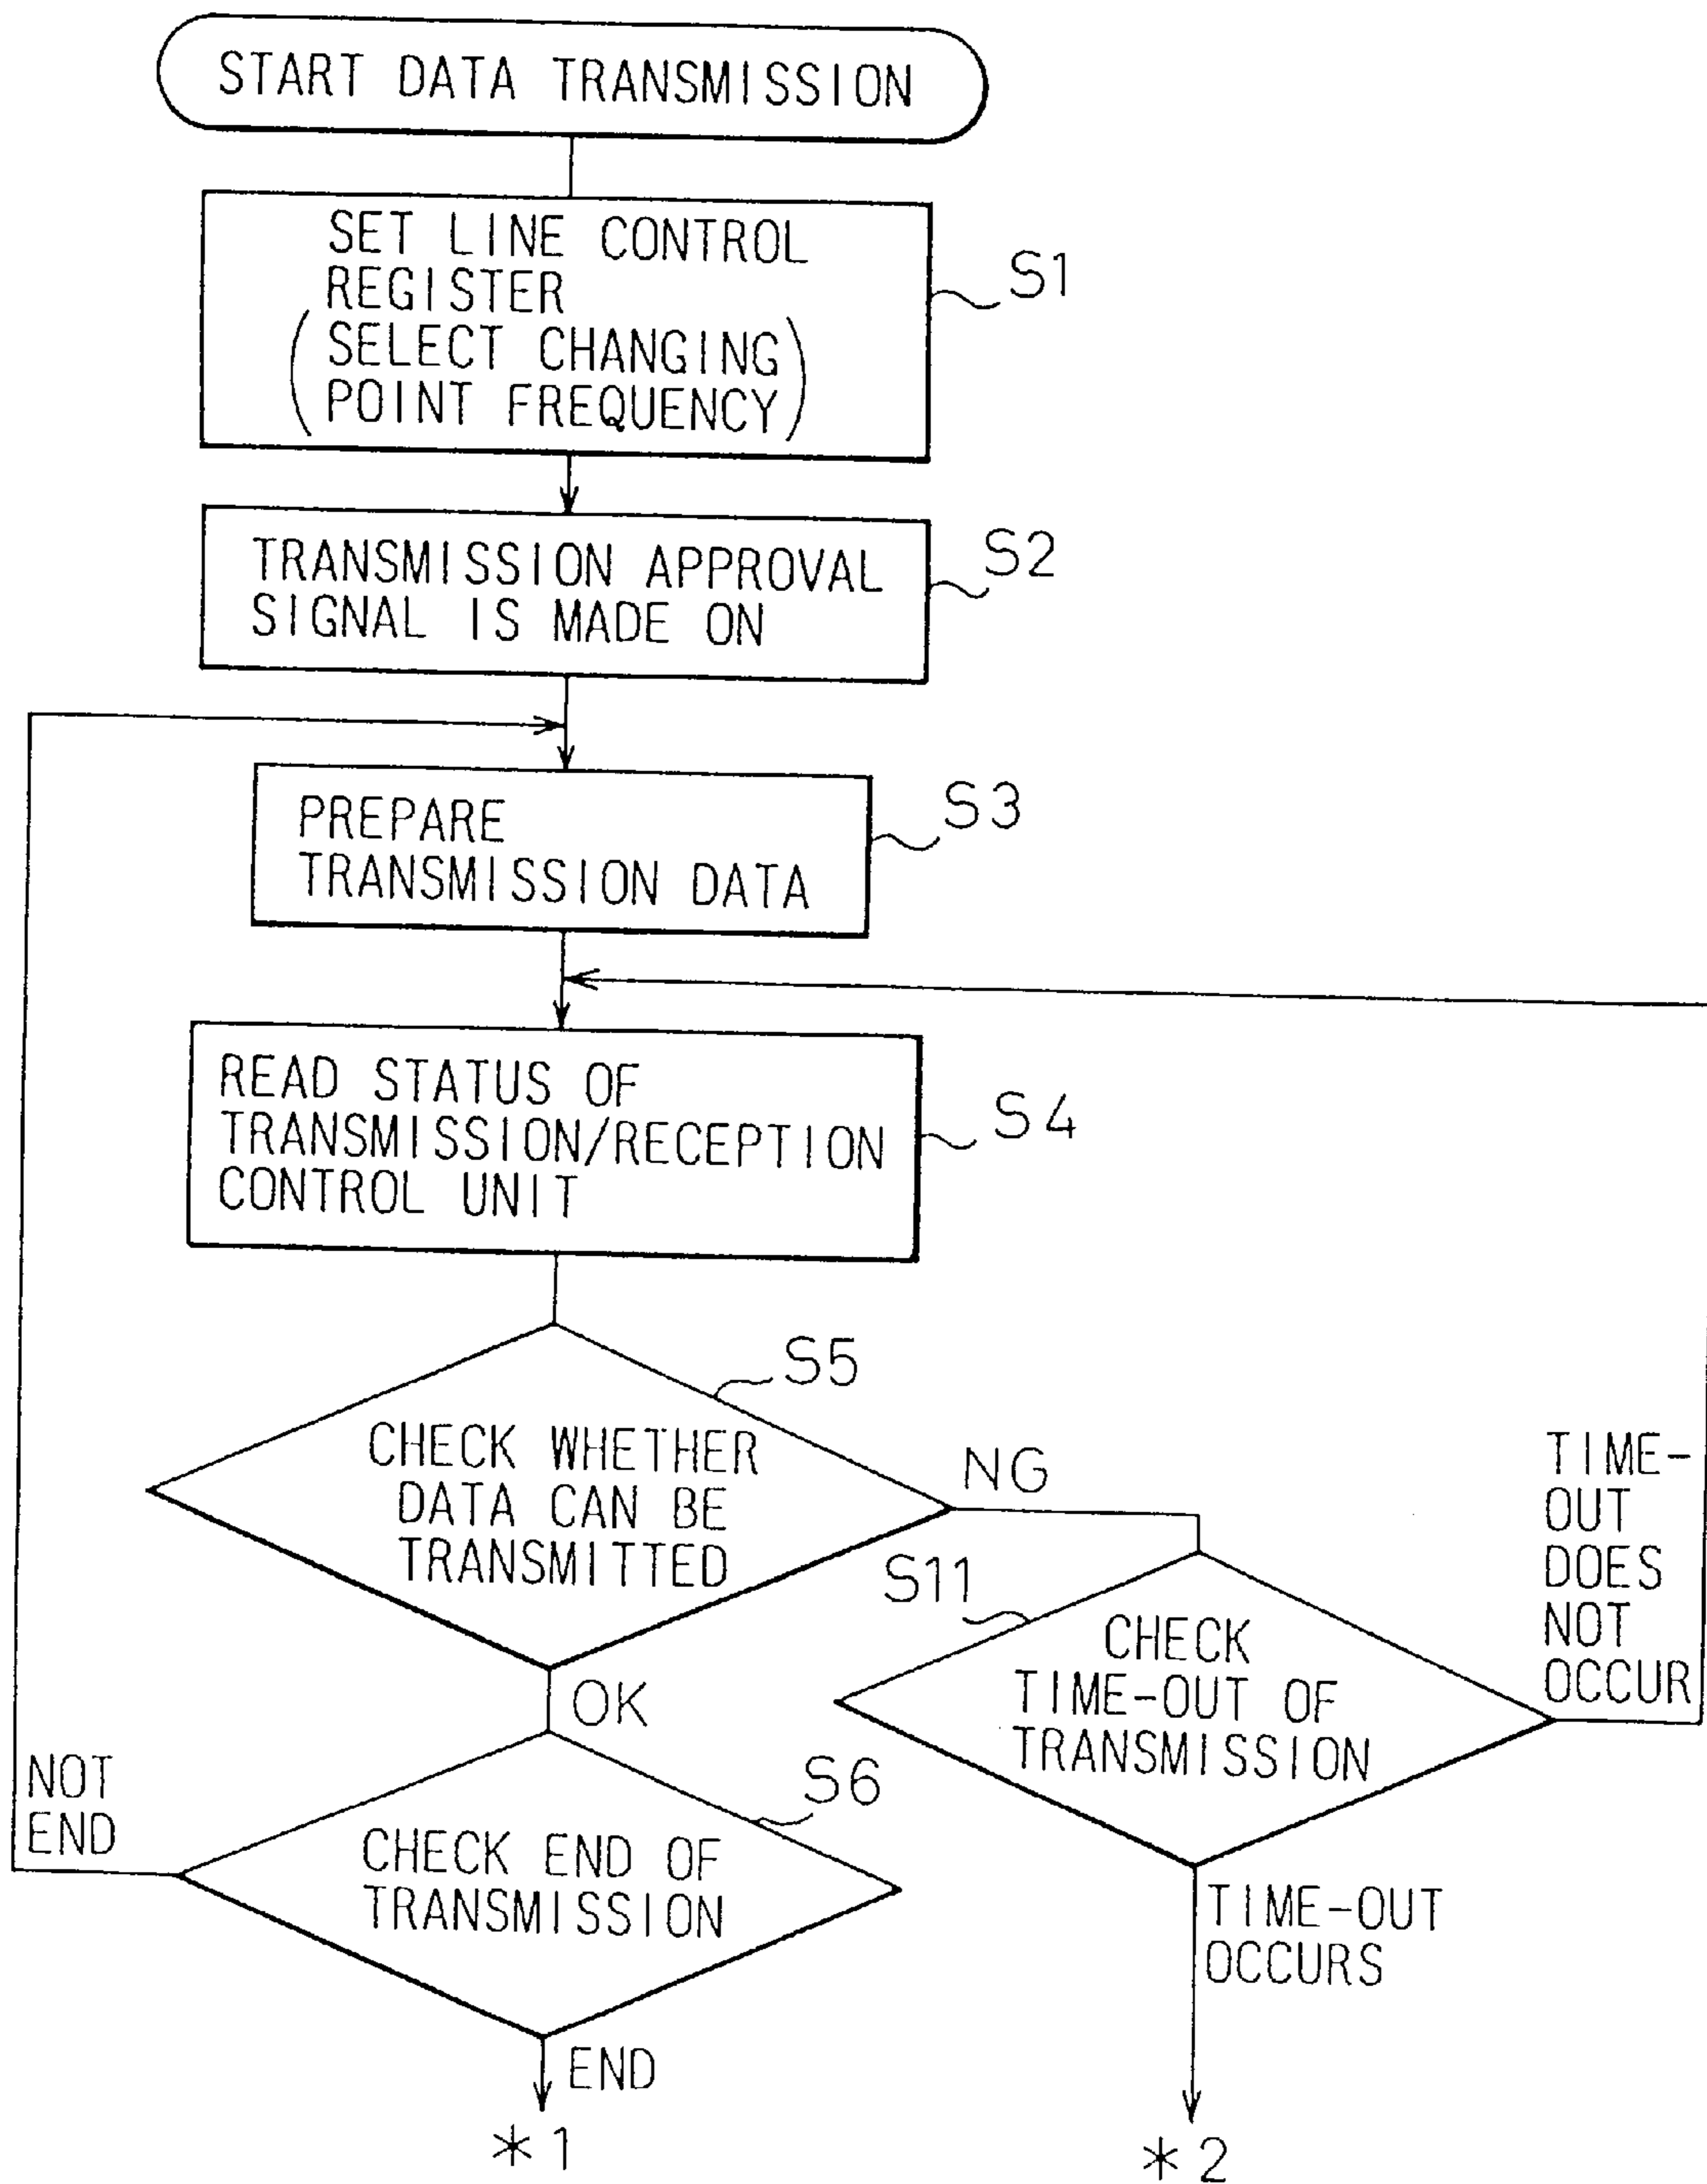 START DATA TRANSMISSION
SET LINE CONTROL
REGISTER
(SELECT CHANGING
POINT FREQUENCY)
S1
TRANSMISSION APPROVAL
SIGNAL IS MADE ON
S2
PREPARE
TRANSMISSION DATA
S3
READ STATUS OF
TRANSMISSION/RECEPTION
CONTROL UNIT
S4
CHECK WHETHER
DATA CAN BE
TRANSMITTED
S5
NG
OK
S11
CHECK
TIME-OUT OF
TRANSMISSION
TIME-
OUT
DOES
NOT
OCCUR
NOT
END
S6
CHECK END OF
TRANSMISSION
TIME-OUT
OCCURS
END
*1
*2